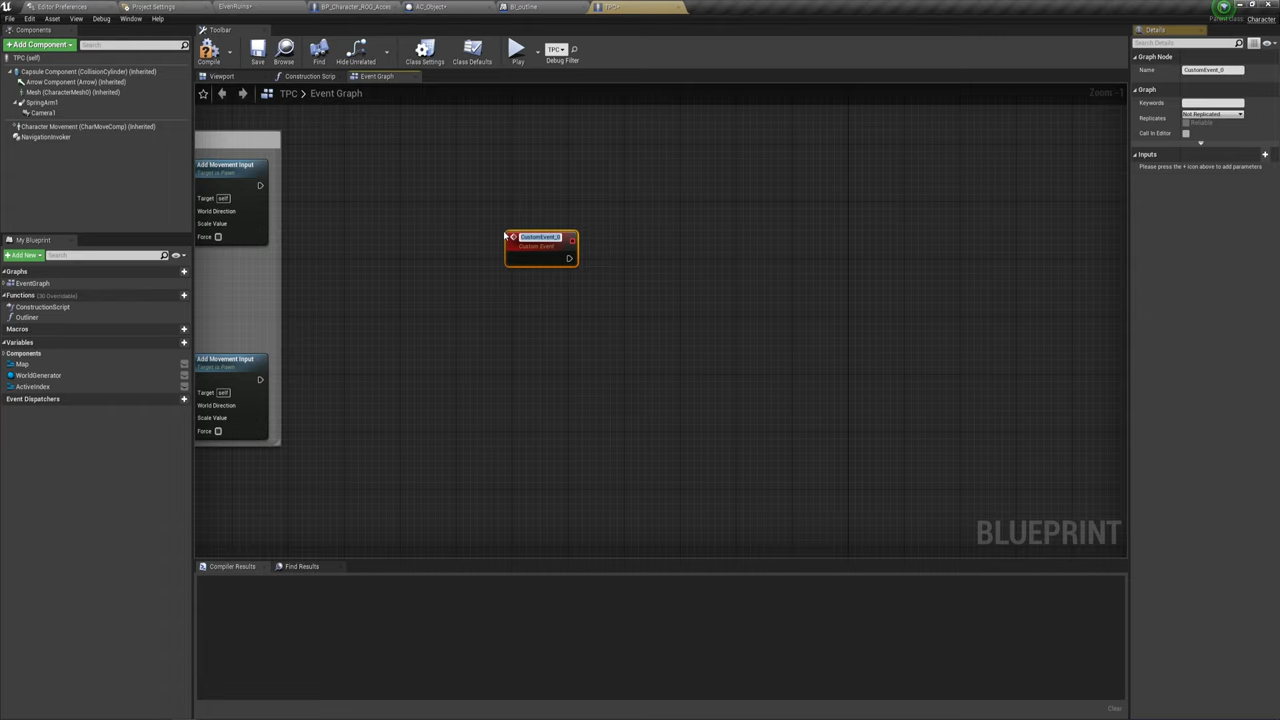 Editor Preferences
Project Settings
ElvenRuins•
BP_Character_ROG_Acces
AC_Object•
BI_outline
TPC•
File Edit Asset View Debug Window Help
Parent Class: Character
Components
Toolbar
Details
+Add Component
Search
Search Details
TPC (self)
Compile
Save
Browse
Find
Hide Unrelated
Class Settings
Class Defaults
Play
TPC
Debug Filter
Graph Node
Name
CustomEvent_0
Capsule Component (CollisionCylinder) (Inherited)
Arrow Component (Arrow) (Inherited)
Mesh (CharacterMesh0) (Inherited)
SpringArm1
Camera1
Character Movement (CharMoveComp) (Inherited)
NavigationInvoker
Viewport
Construction Scrip
Event Graph
TPC > Event Graph
Zoom -1
Graph
Keywords
Replicates
Not Replicated
Reliable
Call In Editor
Inputs
Please press the + icon above to add parameters
Add Movement Input
Target is Pawn
Target self
World Direction
Scale Value
Force
CustomEvent_0
Custom Event
Add Movement Input
Target is Pawn
Target self
World Direction
Scale Value
Force
My Blueprint
+Add New
Search
Graphs
EventGraph
Functions (30 Overridable)
ConstructionScript
Outliner
Macros
Variables
Components
Map
WorldGenerator
ActiveIndex
Event Dispatchers
BLUEPRINT
Compiler Results
Find Results
Clear